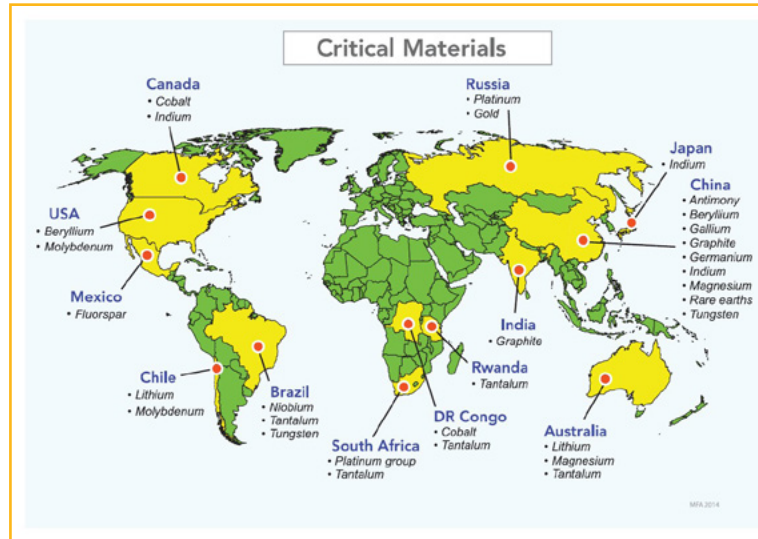 Critical Materials
Canada
• Cobalt
• Indium
Russia
• Platinum
• Gold
Japan
• Indium
China
• Antimony
• Beryllium
• Gallium
• Graphite
• Germanium
• Indium
• Magnesium
• Rare earths
• Tungsten
USA
• Beryllium
• Molybdenum
Mexico
• Fluorspar
India
• Graphite
Rwanda
• Tantalum
Chile
• Lithium
• Molybdenum
Brazil
• Niobium
• Tantalum
• Tungsten
DR Congo
• Cobalt
• Tantalum
South Africa
• Platinum group
• Tantalum
Australia
• Lithium
• Magnesium
• Tantalum
MFA 2014